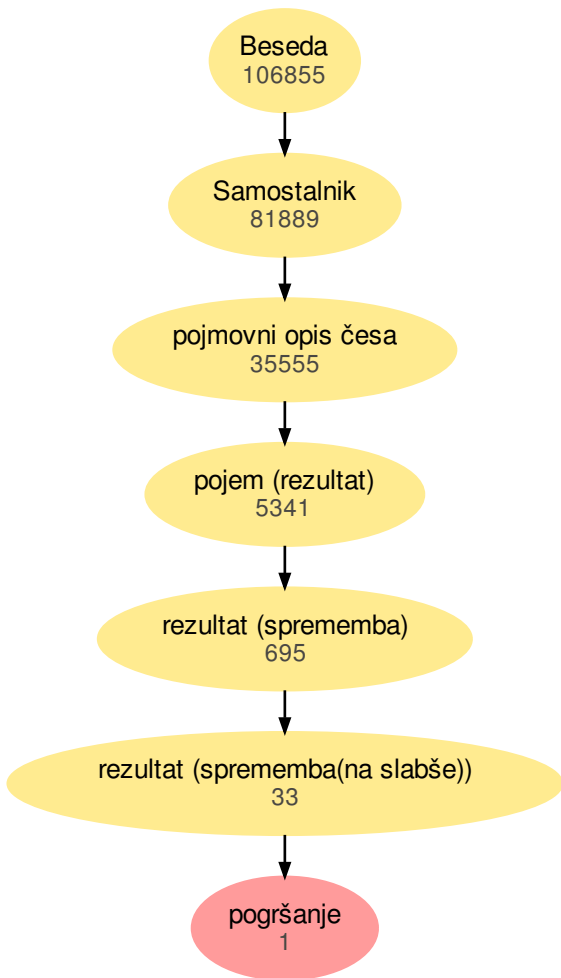 Beseda
106855
Samostalnik
81889
pojmovni opis česa
35555
pojem (rezultat)
5341
rezultat (sprememba)
695
rezultat (sprememba(na slabše))
33
pogršanje
1